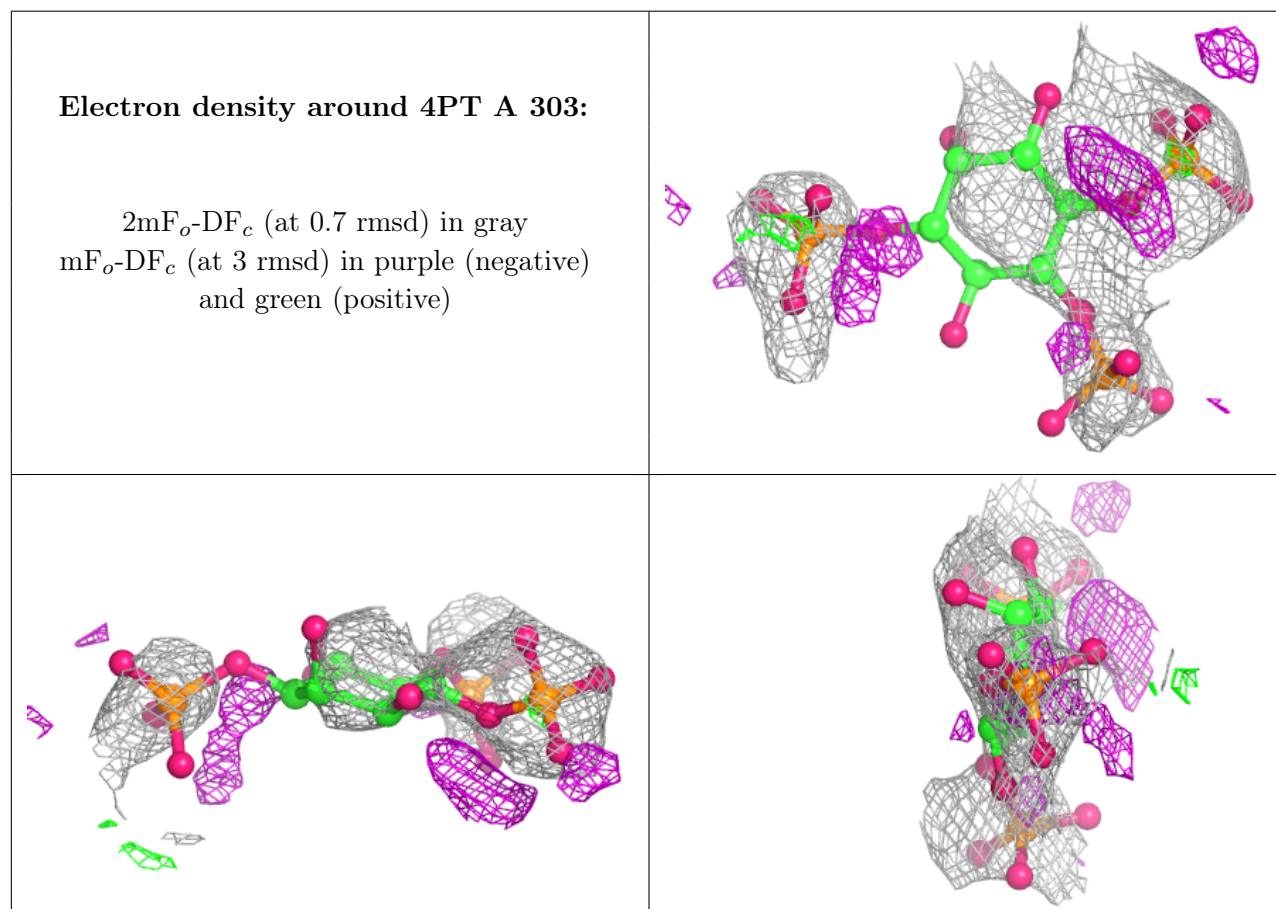 Electron density around 4PT A 303:
2mFₒ-DF𝒸 (at 0.7 rmsd) in gray
mFₒ-DF𝒸 (at 3 rmsd) in purple (negative)
and green (positive)